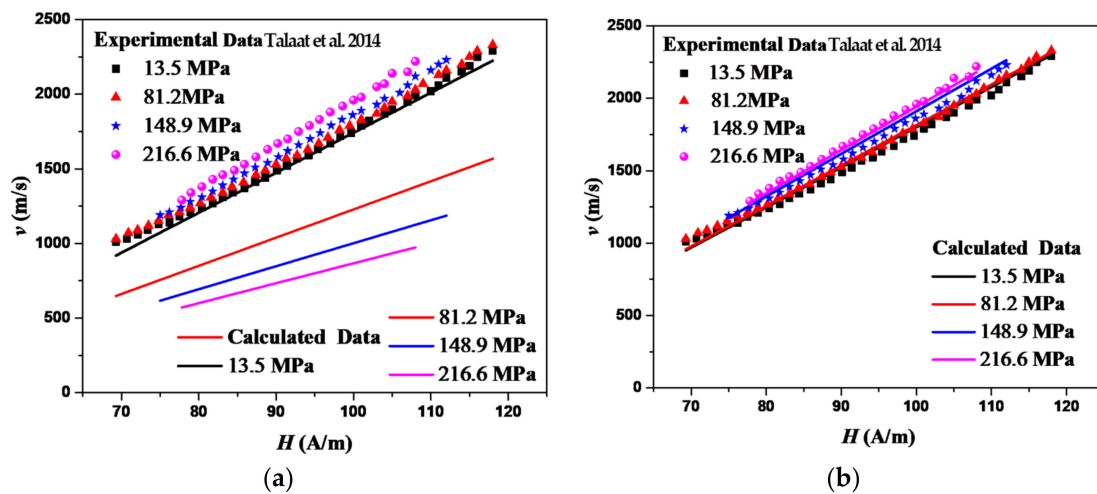 2500
2000
1500
1000
500
0
v (m/s)
Experimental Data Talaat et al. 2014
13.5 MPa
81.2MPa
148.9 MPa
216.6 MPa
Calculated Data
13.5 MPa
81.2 MPa
148.9 MPa
216.6 MPa
70 80 90 100 110 120
H (A/m)
(a)
2500
2000
1500
1000
500
0
v (m/s)
Experimental Data Talaat et al. 2014
13.5 MPa
81.2MPa
148.9 MPa
216.6 MPa
Calculated Data
13.5 MPa
81.2 MPa
148.9 MPa
216.6 MPa
70 80 90 100 110 120
H (A/m)
(b)